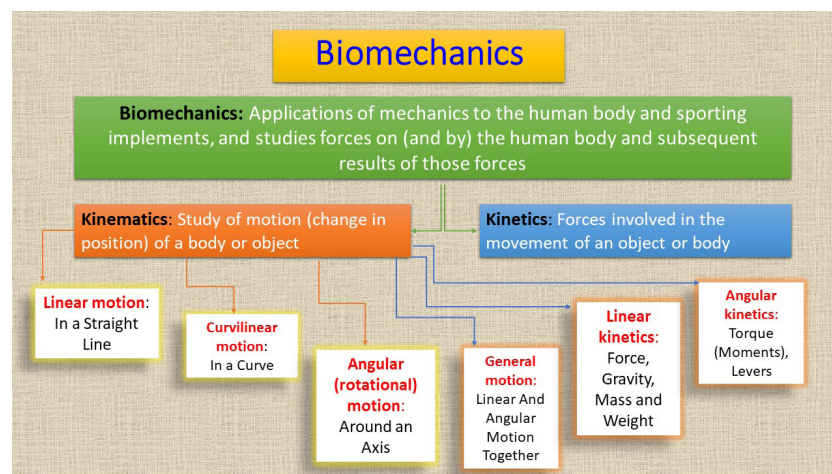 Biomechanics
Biomechanics: Applications of mechanics to the human body and sporting
implements, and studies forces on (and by) the human body and subsequent
results of those forces
Kinematics: Study of motion (change in
position) of a body or object
Kinetics: Forces involved in the
movement of an object or body
Linear motion:
In a Straight
Line
Curvilinear
motion:
In a Curve
Angular
(rotational)
motion:
Around an
Axis
General
motion:
Linear And
Angular
Motion
Together
Linear
kinetics:
Force,
Gravity,
Mass and
Weight
Angular
kinetics:
Torque
(Moments),
Levers